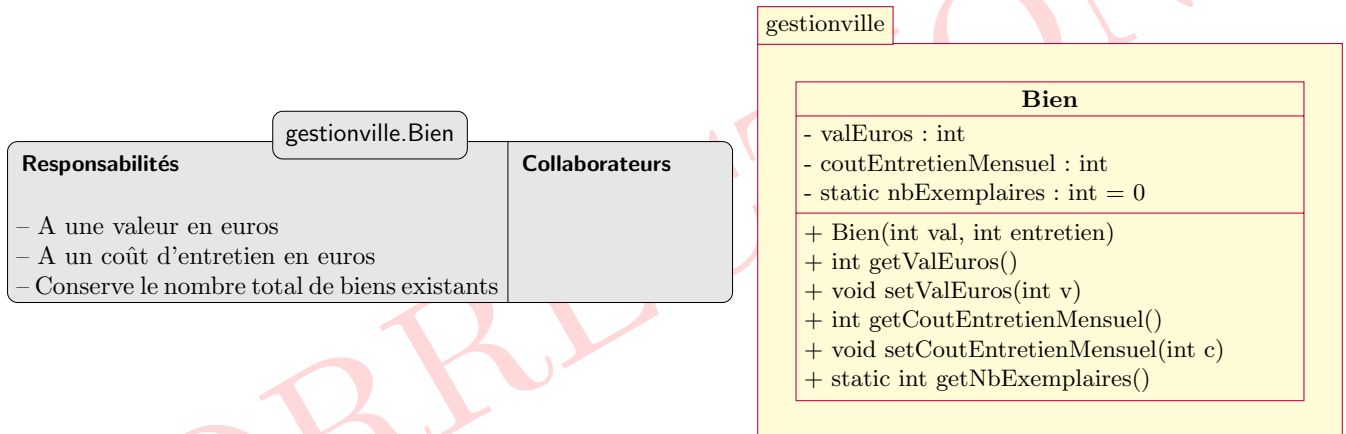 gestionville.Bien
Responsabilités
Collaborateurs
– A une valeur en euros
– A un coût d'entretien en euros
– Conserve le nombre total de biens existants
gestionville
Bien
- valEuros : int
- coutEntretienMensuel : int
- static nbExemplaires : int = 0
+ Bien(int val, int entretien)
+ int getValEuros()
+ void setValEuros(int v)
+ int getCoutEntretienMensuel()
+ void setCoutEntretienMensuel(int c)
+ static int getNbExemplaires()